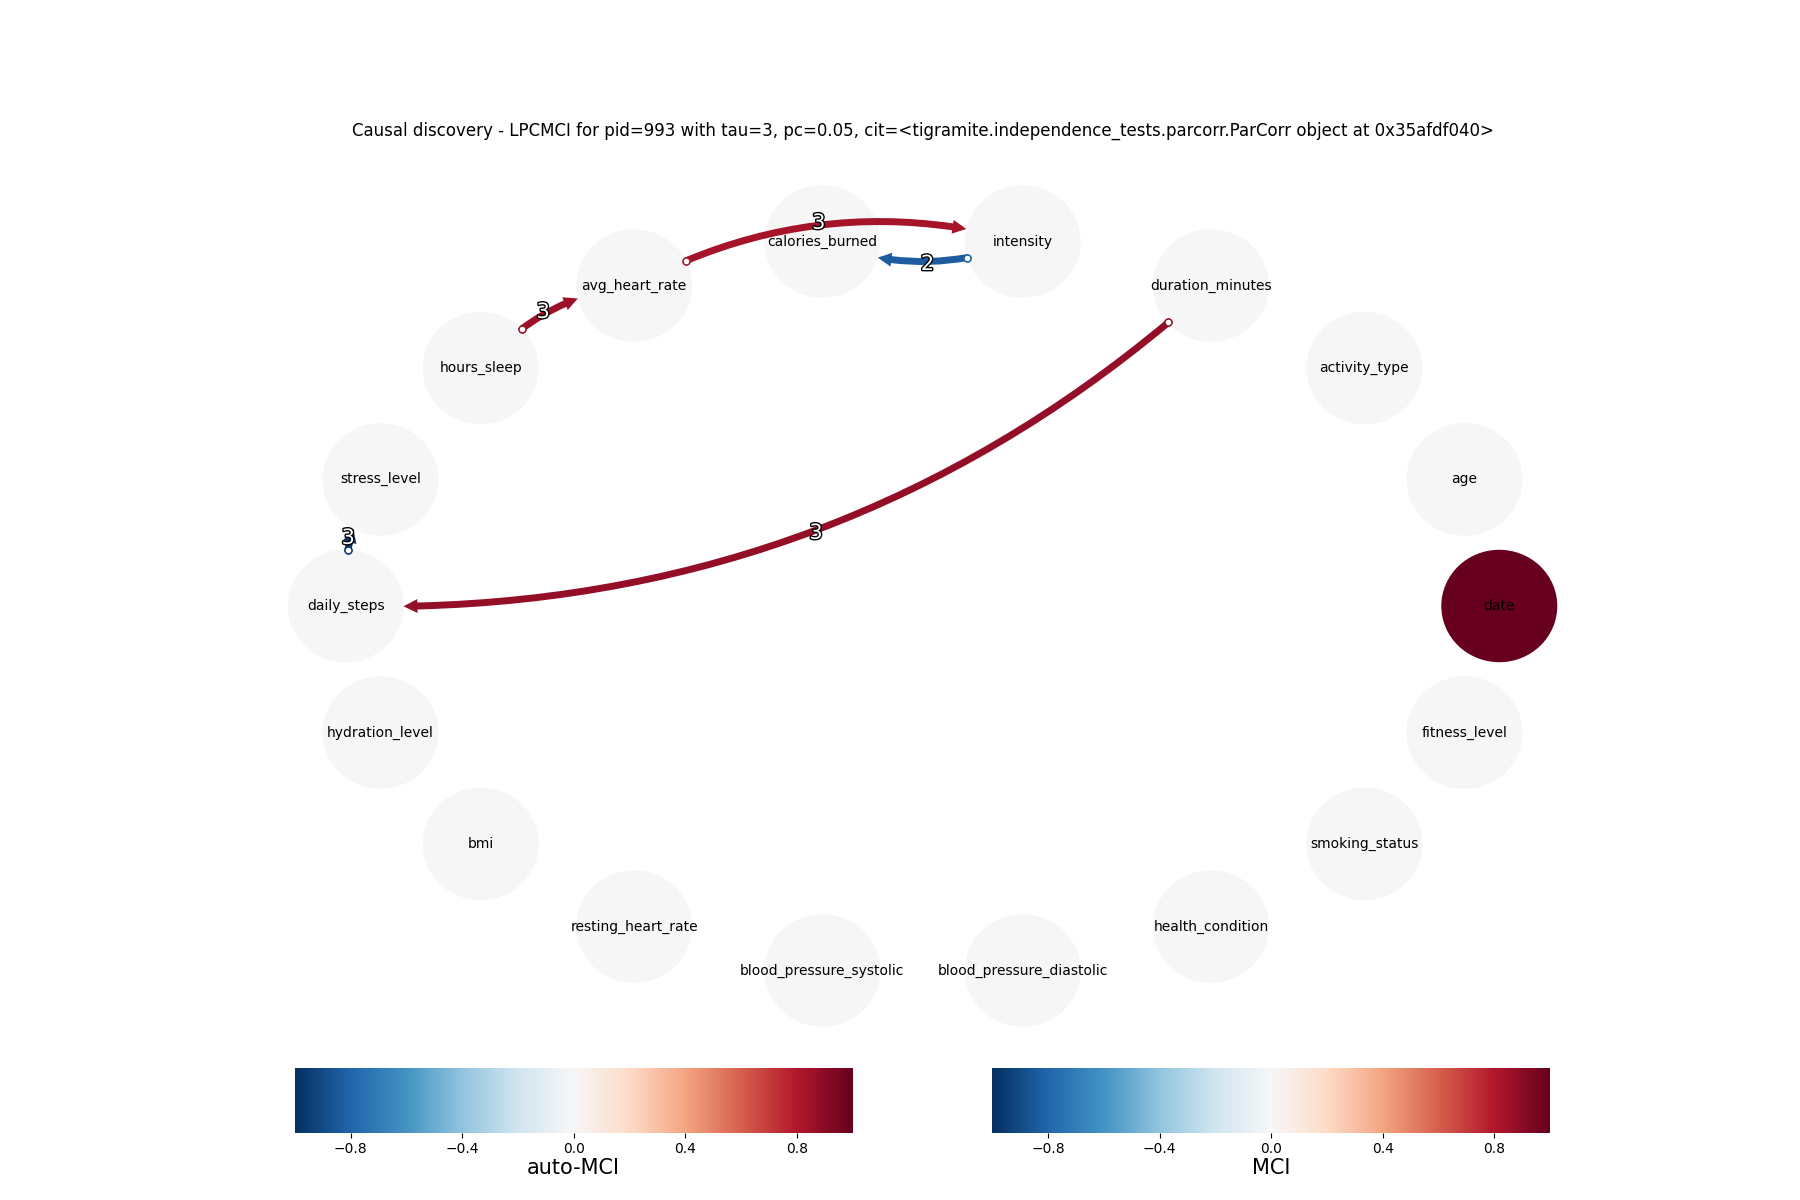 Causal discovery - LPCMCI for pid=993 with tau=3, pc=0.05, cit=<tigramite.independence_tests.parcorr.ParCorr object at 0x35afdf040>
3
calories_burned
intensity
2
avg_heart_rate
duration_minutes
3
hours_sleep
activity_type
stress_level
age
3
3
daily_steps
date
hydration_level
fitness_level
bmi
smoking_status
resting_heart_rate
health_condition
blood_pressure_systolic
blood_pressure_diastolic
−0.8 −0.4 0.0 0.4 0.8
auto-MCI
−0.8 −0.4 0.0 0.4 0.8
MCI